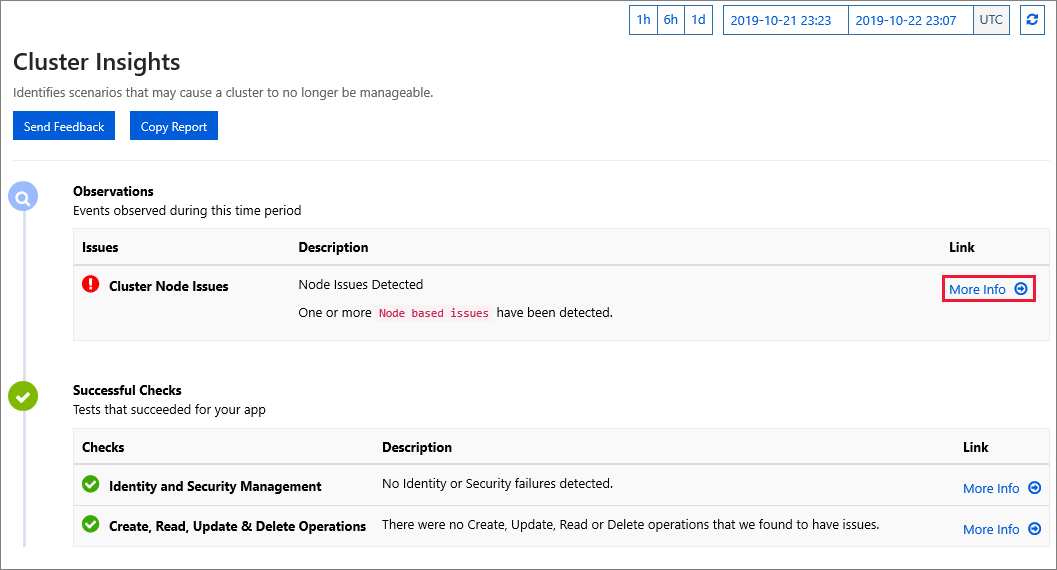 1h 6h 1d 2019-10-21 23:23 2019-10-22 23:07 UTC
Cluster Insights
Identifies scenarios that may cause a cluster to no longer be manageable.
Send Feedback Copy Report
Observations
Events observed during this time period
Issues Description Link
Cluster Node Issues Node Issues Detected More Info
One or more Node based issues have been detected.
Successful Checks
Tests that succeeded for your app
Checks Description Link
Identity and Security Management No Identity or Security failures detected. More Info
Create, Read, Update & Delete Operations There were no Create, Update, Read or Delete operations that we found to have issues. More Info